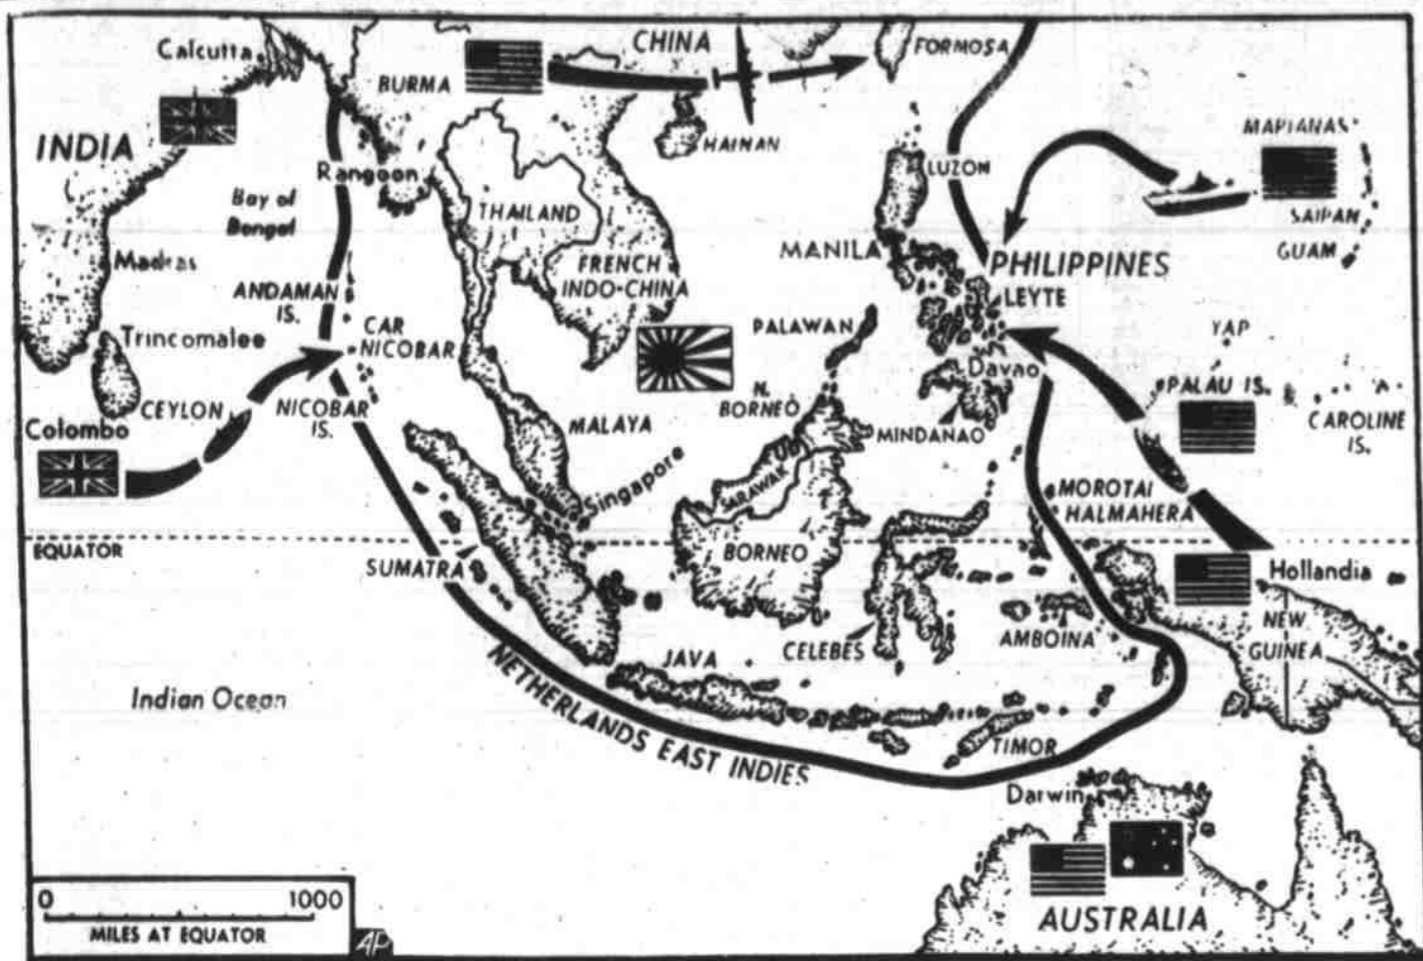 CHINA
FORMOSA
Calcutta
BURMA
INDIA
HAINAN
MARIANAS
LUZON
Rangoon
Bay of
Bengal
THAILAND
SAIPAN
GUAM
MANILA
Madras
FRENCH
INDO-CHINA
PHILIPPINES
LEYTE
ANDAMAN
IS.
CAR
NICOBAR
Trincomalee
PALAWAN
YAP
Davao
PALAU IS.
CEYLON
NICOBAR
IS.
N.
BORNEO
CAROLINE
IS.
Colombo
MALAYA
MINDANAO
Singapore
SARAWAK
MOROTAI
HALMAHERA
EQUATOR
BORNEO
SUMATRA
Hollandia
NEW
GUINEA
AMBOINA
CELEBES
JAVA
Indian Ocean
NETHERLANDS EAST INDIES
TIMOR
Darwin
AUSTRALIA
0 1000
MILES AT EQUATOR
AP